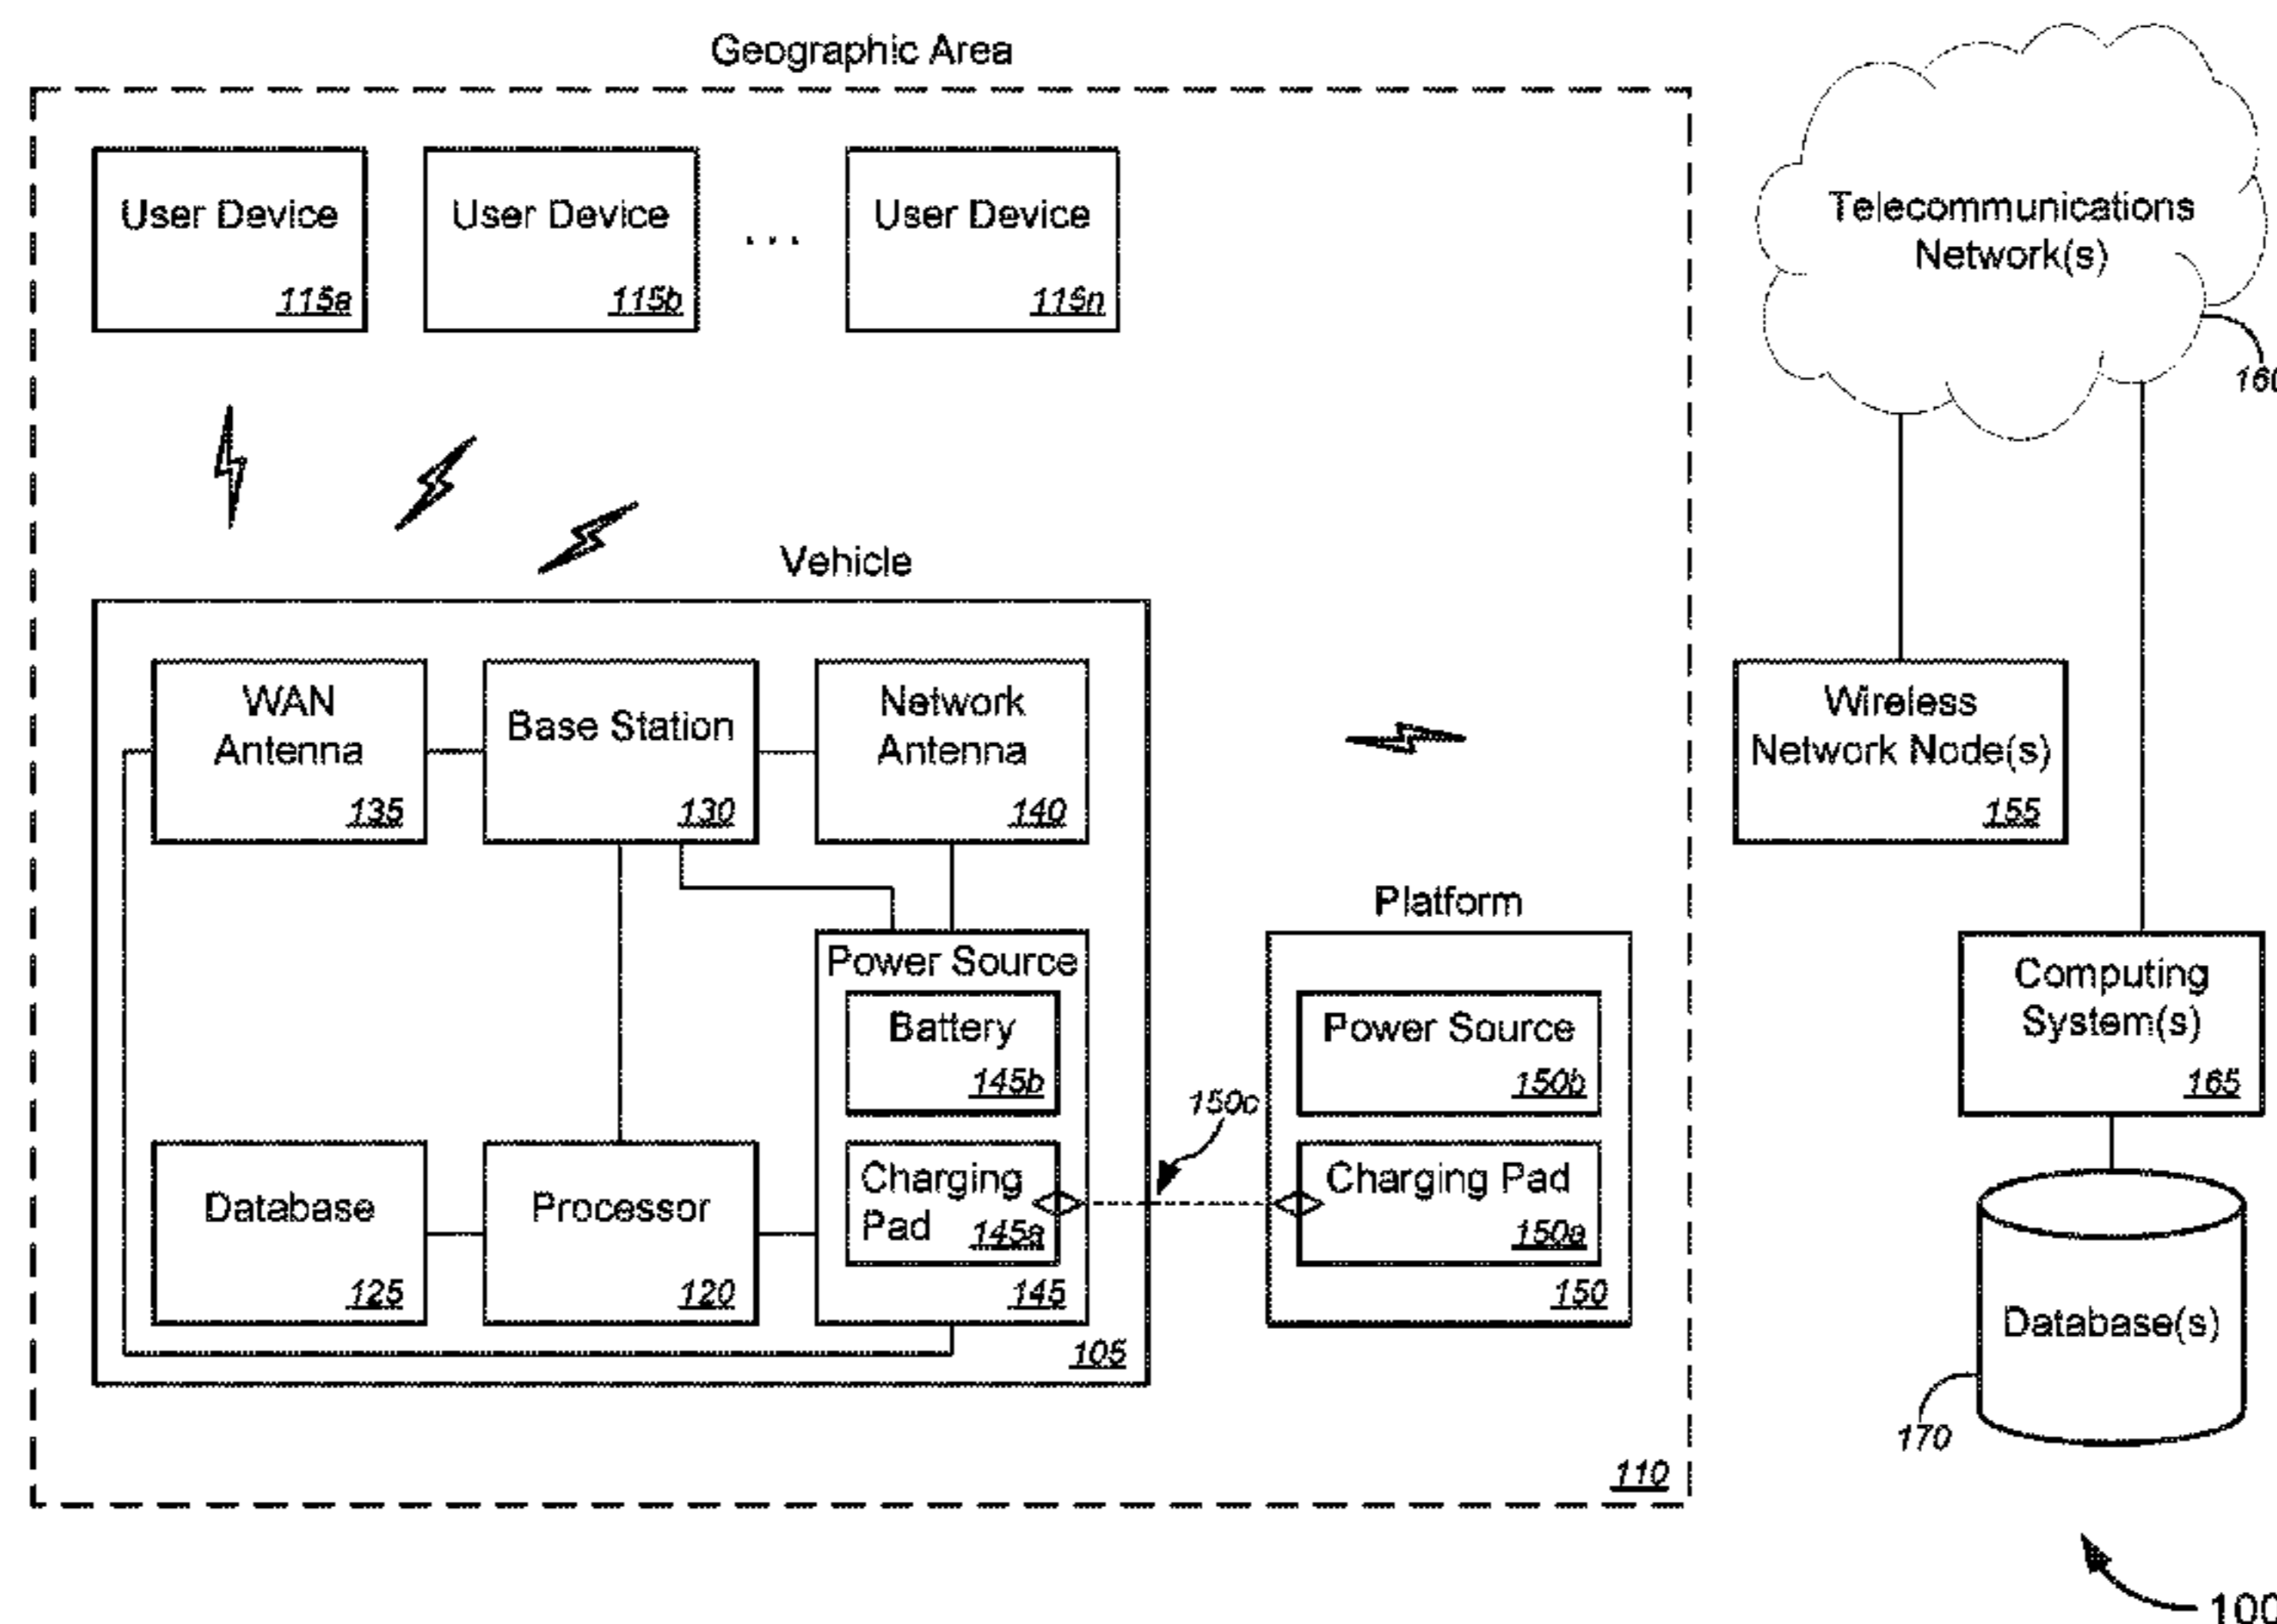 Geographic Area
User Device
115a
User Device
115b
...
User Device
115n
Telecommunications
Network(s)
160
Vehicle
WAN
Antenna
135
Base Station
130
Network
Antenna
140
Wireless
Network Node(s)
155
Power Source
Battery
145b
Charging
Pad
145a
145
Database
125
Processor
120
105
150c
Platform
Power Source
150b
Charging Pad
150a
150
Computing
System(s)
165
Database(s)
170
110
100